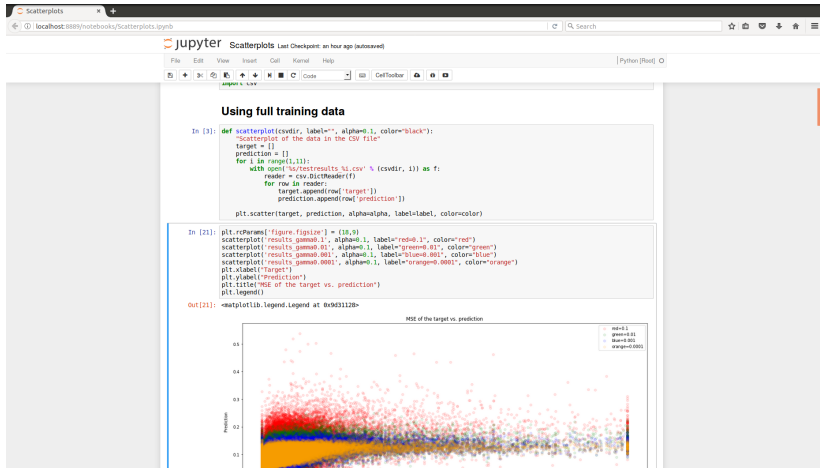 Scatterplots
localhost:8889/notebooks/Scatterplots.ipynb
Search
jupyter Scatterplots Last Checkpoint: an hour ago (autosaved)
File Edit View Insert Cell Kernel Help
Python [Root]
Code
CellToolbar
import csv
Using full training data
In [3]: def scatterplot(csvdir, label="", alpha=0.1, color="black"):
"Scatterplot of the data in the CSV file"
target = []
prediction = []
for i in range(1,11):
with open('%s/testresults_%i.csv' % (csvdir, i)) as f:
reader = csv.DictReader(f)
for row in reader:
target.append(row['target'])
prediction.append(row['prediction'])
plt.scatter(target, prediction, alpha=alpha, label=label, color=color)
In [21]: plt.rcParams['figure.figsize'] = (18,9)
scatterplot('results_gamma0.1', alpha=0.1, label="red=0.1", color="red")
scatterplot('results_gamma0.01', alpha=0.1, label="green=0.01", color="green")
scatterplot('results_gamma0.001', alpha=0.1, label="blue=0.001", color="blue")
scatterplot('results_gamma0.0001', alpha=0.1, label="orange=0.0001", color="orange")
plt.xlabel("Target")
plt.ylabel("Prediction")
plt.title("MSE of the target vs. prediction")
plt.legend()
Out[21]: <matplotlib.legend.Legend at 0x9d31128>
MSE of the target vs. prediction
red=0.1
green=0.01
blue=0.001
orange=0.0001
0.5
0.4
0.3
0.2
0.1
Prediction